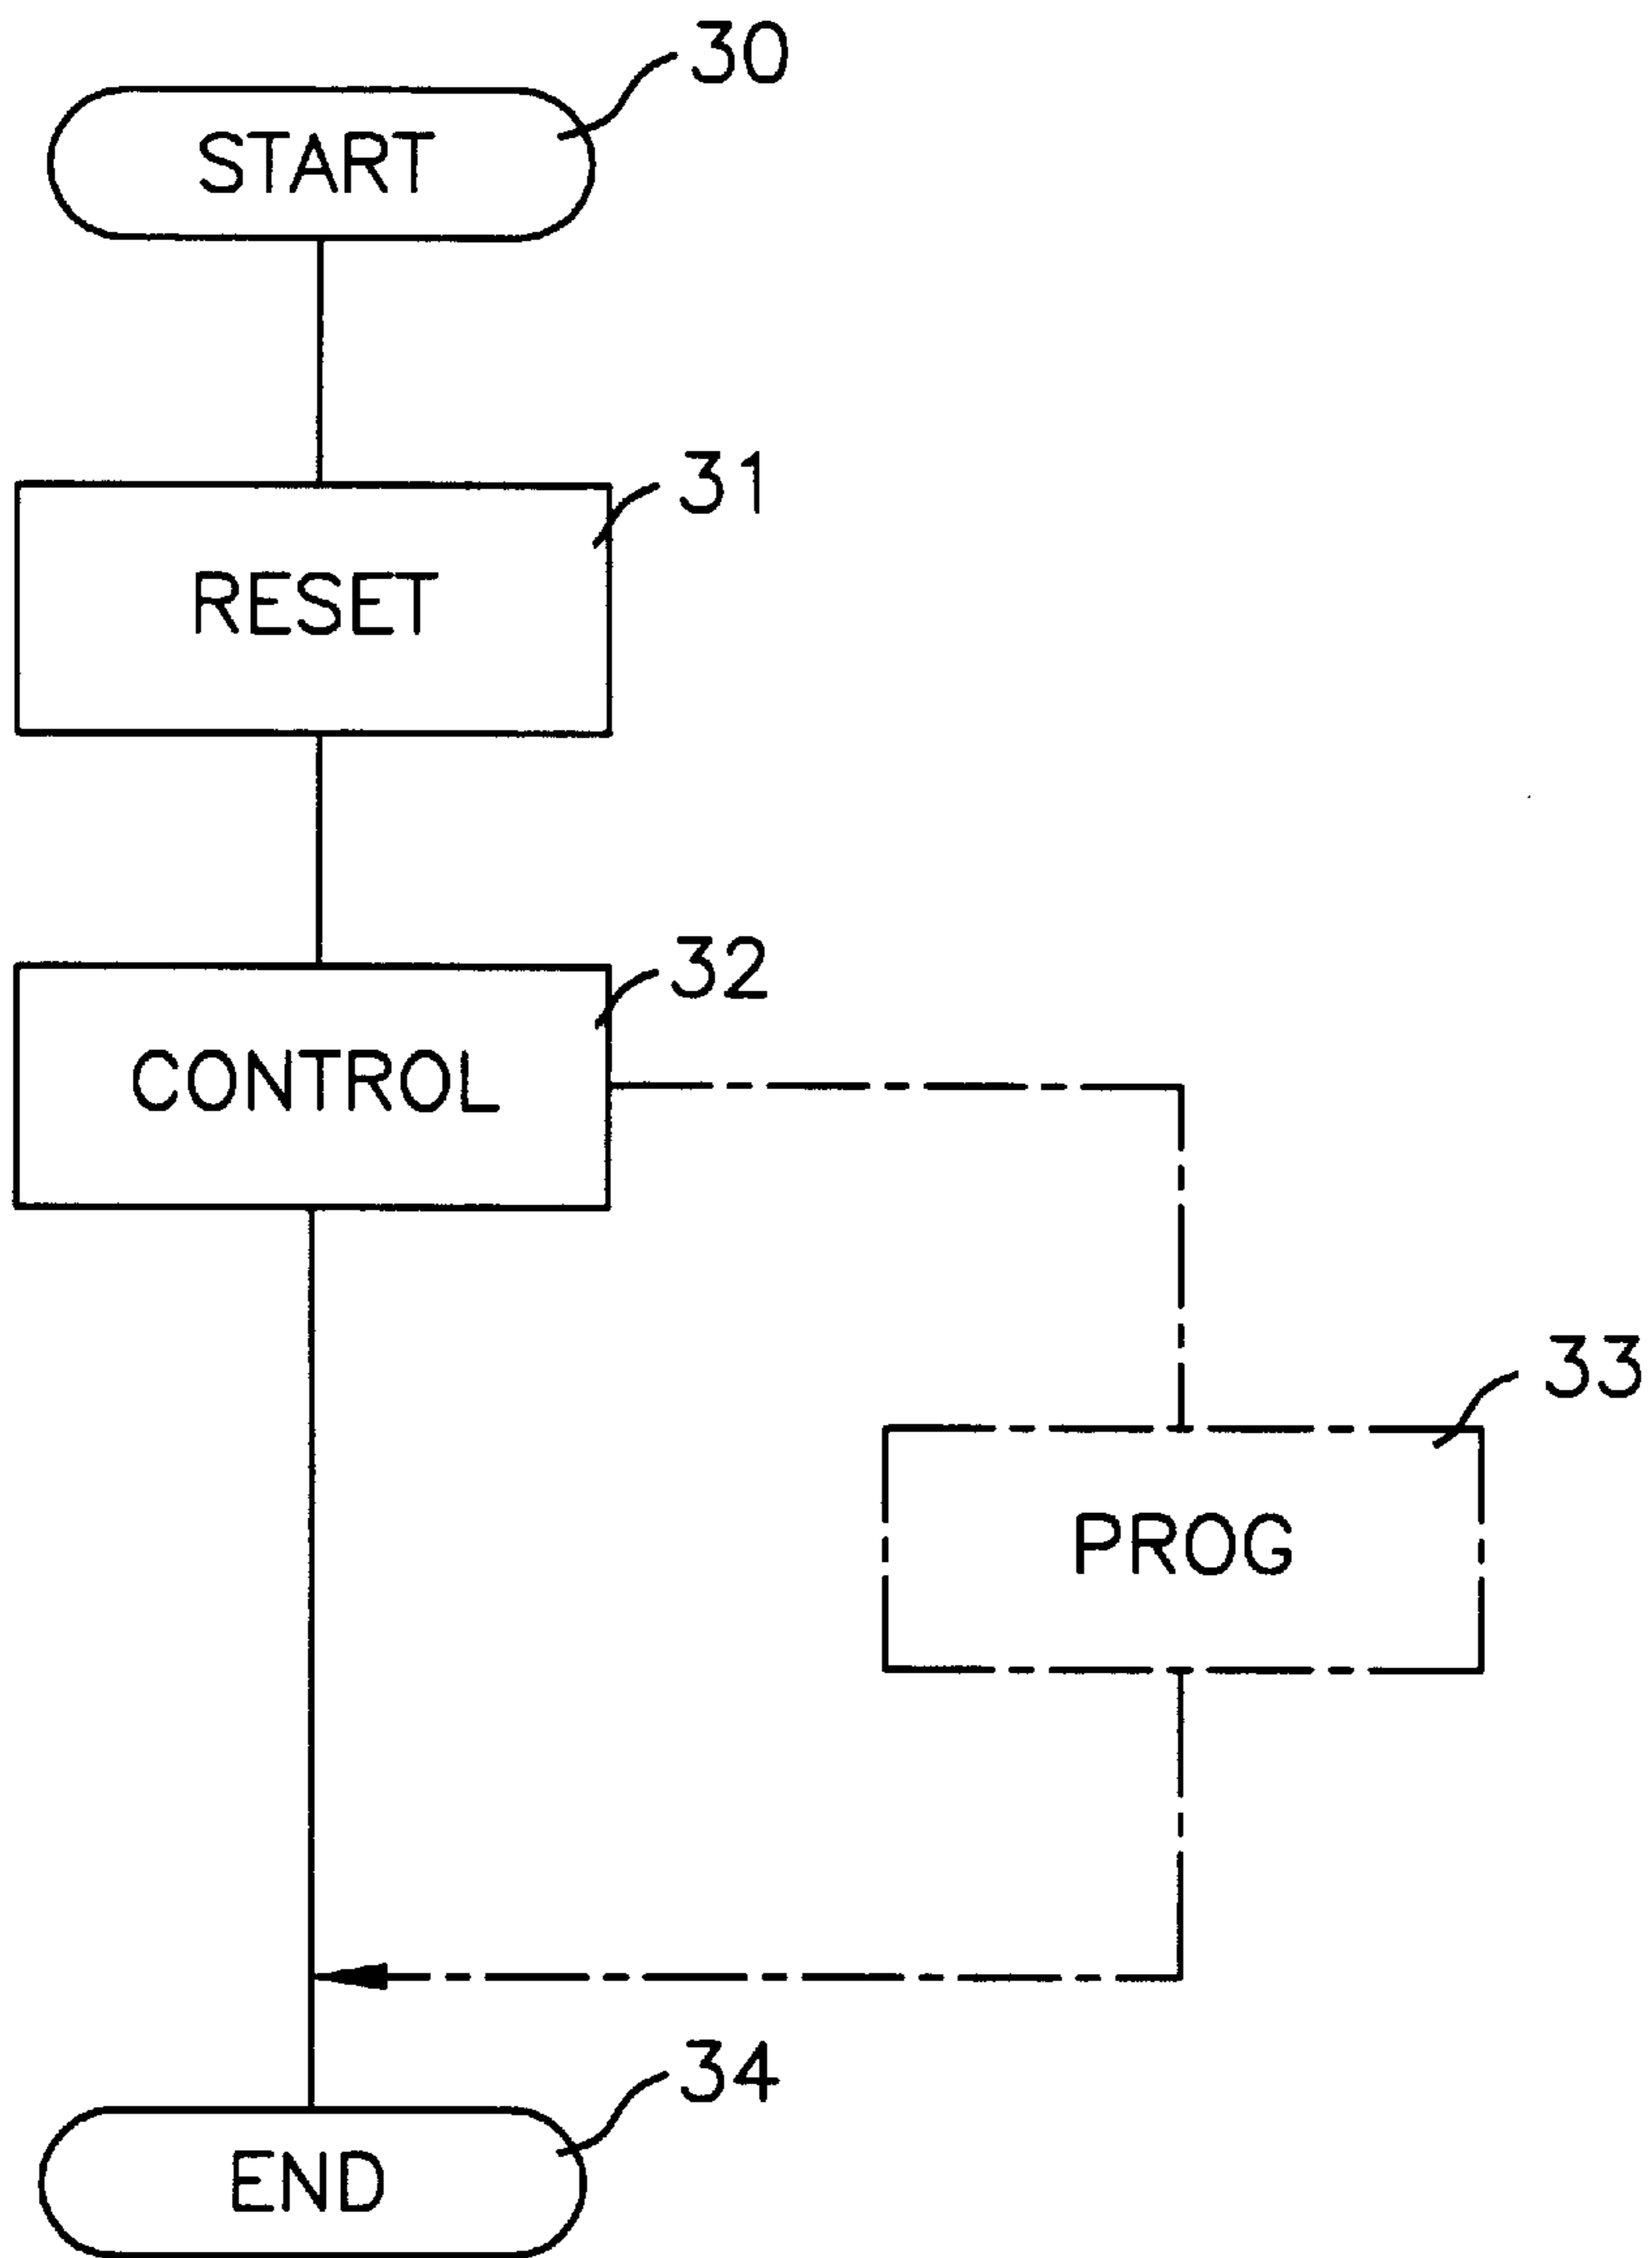 30
START
31
RESET
32
CONTROL
33
PROG
34
END